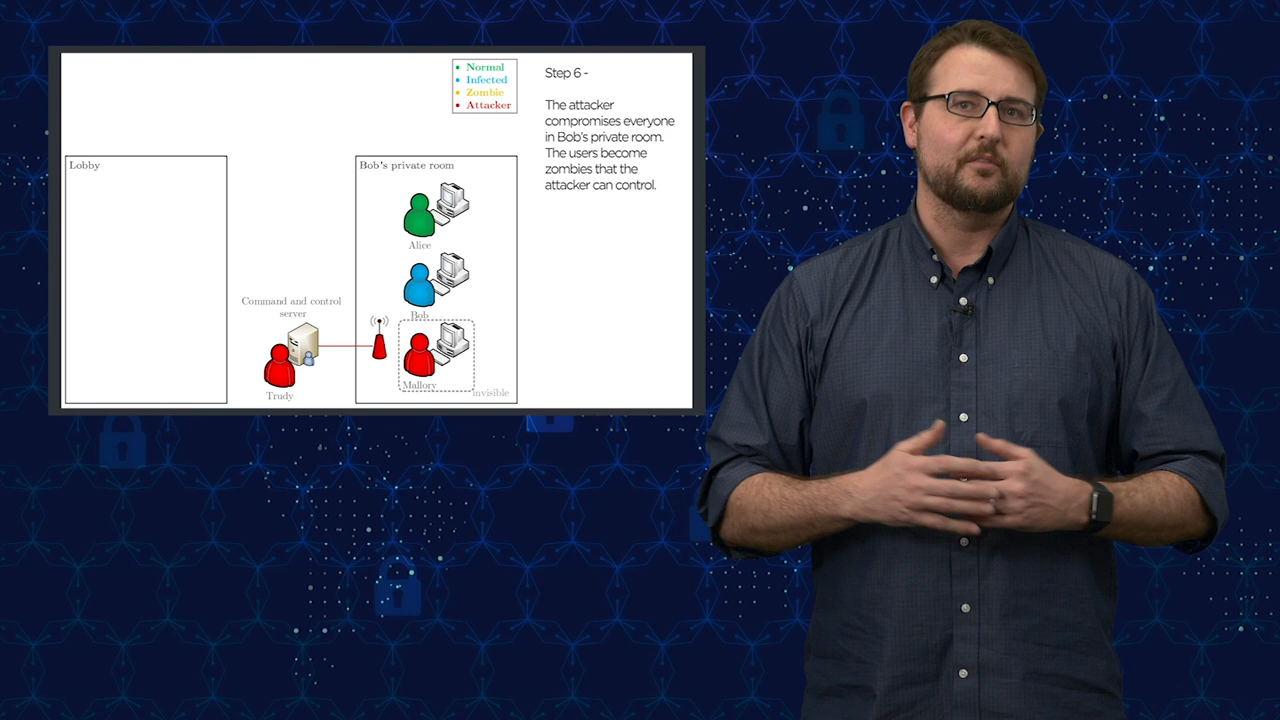 Normal
Infected
Zombie
Attacker
Step 6 -
The attacker
compromises everyone
in Bob's private room.
The users become
zombies that the
attacker can control.
Lobby
Bob's private room
Alice
Command and control
server
Bob
Trudy
Mallory
invisible